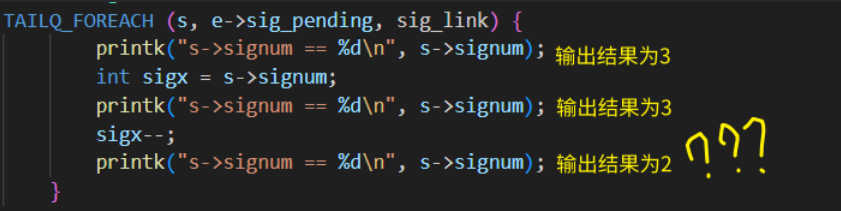 TAILQ_FOREACH (s, e->sig_pending, sig_link) {
printk("s->signum == %d\n", s->signum); 输出结果为3
int sigx = s->signum;
printk("s->signum == %d\n", s->signum); 输出结果为3
sigx--;
printk("s->signum == %d\n", s->signum); 输出结果为2 ???
}